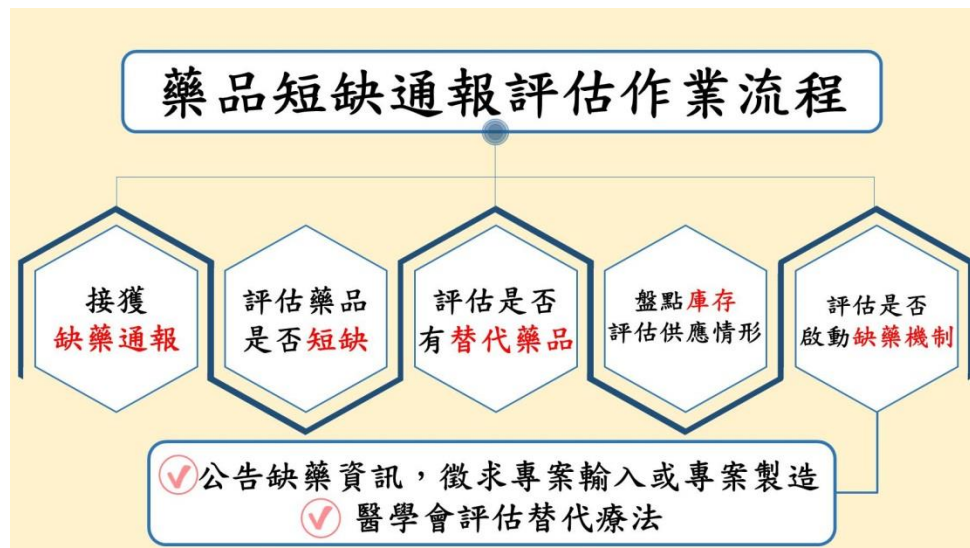 藥品短缺通報評估作業流程
接獲
缺藥通報
評估藥品
是否短缺
評估是否
有替代藥品
盤點庫存
評估供應情形
評估是否
啟動缺藥機制
公告缺藥資訊，徵求專案輸入或專案製造
醫學會評估替代療法